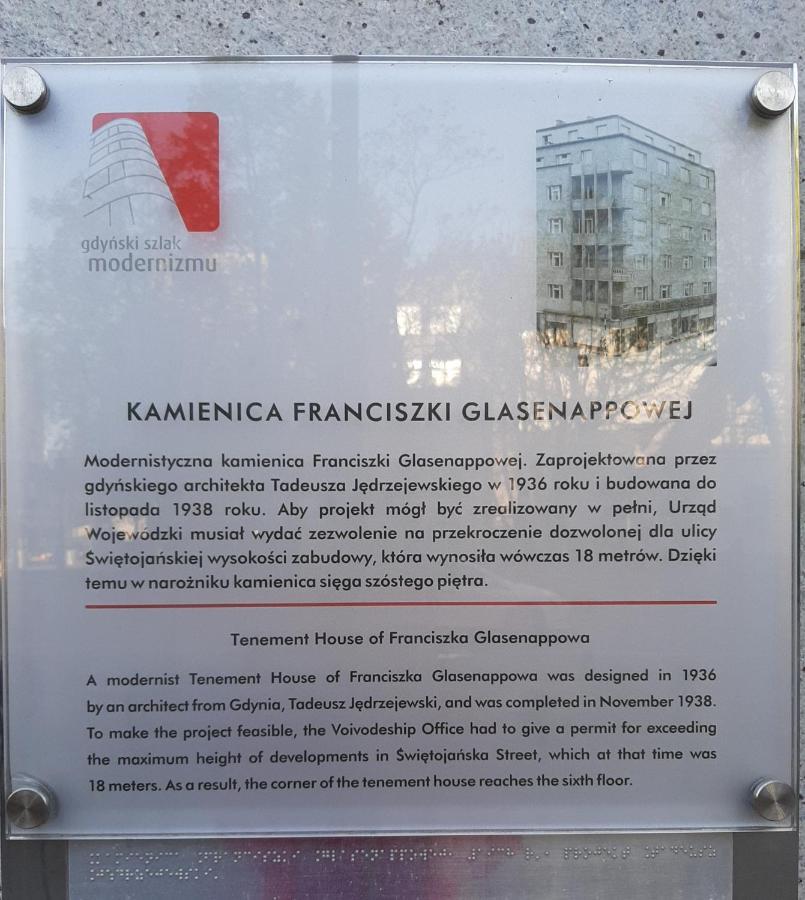 gdyński szlak
modernizmu
KAMIENICA FRANCISZKI GLASENAPPOWEJ
Modernistyczna kamienica Franciszki Glasenappowej. Zaprojektowana przez
gdyńskiego architekta Tadeusza Jędrzejewskiego w 1936 roku i budowana do
listopada 1938 roku. Aby projekt mógł być zrealizowany w pełni, Urząd
Wojewódzki musiał wydać zezwolenie na przekroczenie dozwolonej dla ulicy
Świętojańskiej wysokości zabudowy, która wynosiła wówczas 18 metrów. Dzięki
temu w narożniku kamienica sięga szóstego piętra.
Tenement House of Franciszka Glasenappowa
A modernist Tenement House of Franciszka Glasenappowa was designed in 1936
by an architect from Gdynia, Tadeusz Jędrzejewski, and was completed in November 1938.
To make the project feasible, the Voivodeship Office had to give a permit for exceeding
the maximum height of developments in Świętojańska Street, which at that time was
18 meters. As a result, the corner of the tenement house reaches the sixth floor.